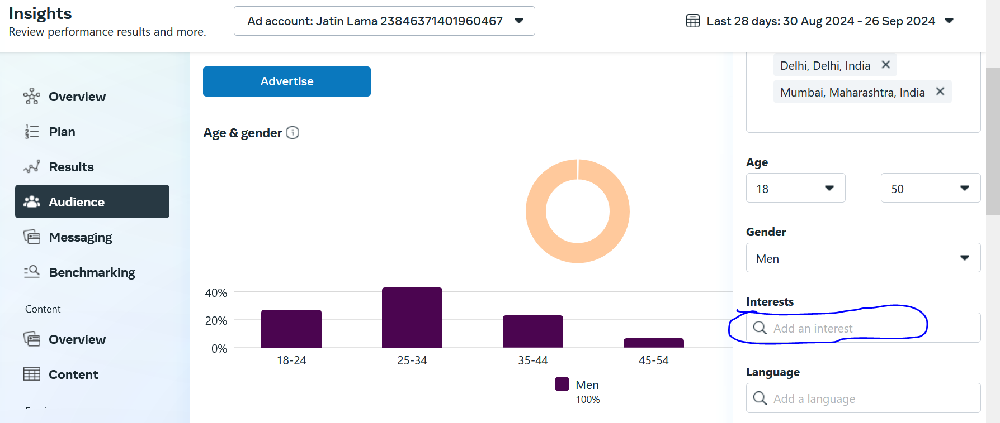 Insights
Review performance results and more.
Ad account: Jatin Lama 23846371401960467
Last 28 days: 30 Aug 2024 - 26 Sep 2024
Overview
Plan
Results
Audience
Messaging
Benchmarking
Content
Overview
Content
Advertise
Age & gender
40%
20%
0%
18-24
25-34
35-44
45-54
Men
100%
Delhi, Delhi, India
Mumbai, Maharashtra, India
Age
18 — 50
Gender
Men
Interests
Add an interest
Language
Add a language